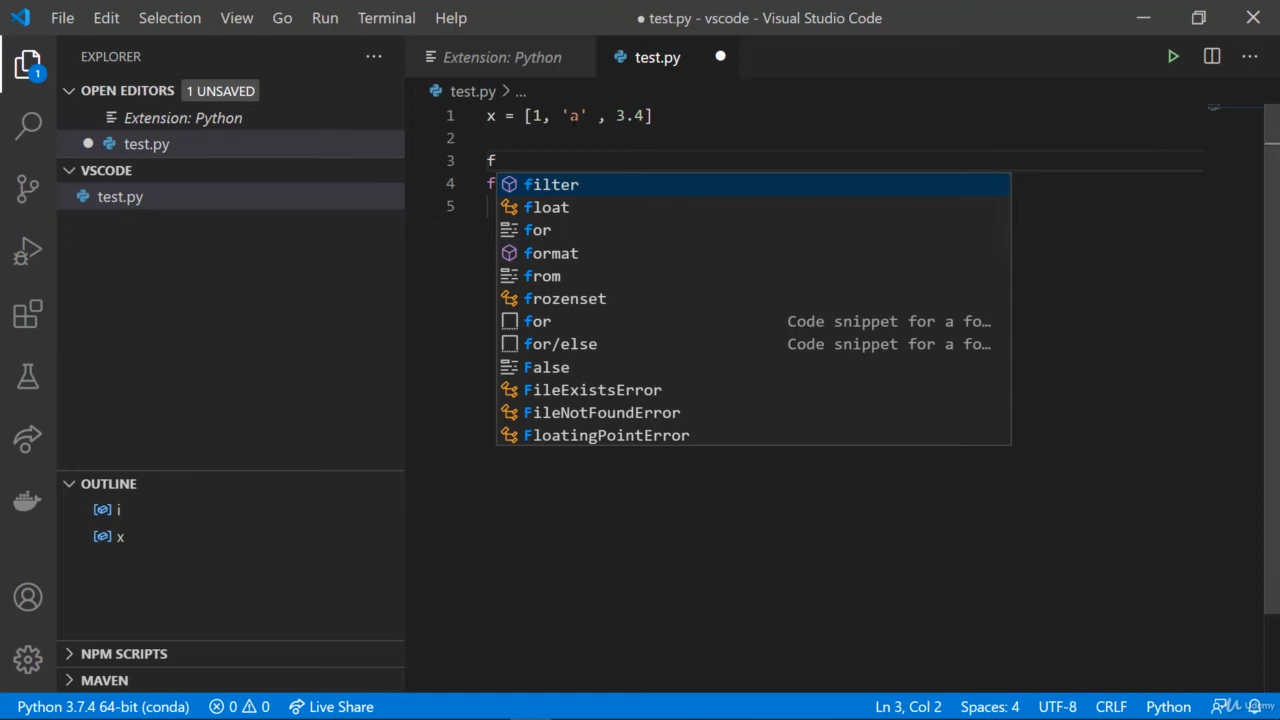 File Edit Selection View Go Run Terminal Help ● test.py - vscode - Visual Studio Code
EXPLORER
Extension: Python test.py
OPEN EDITORS 1 UNSAVED
test.py > ...
Extension: Python
test.py
VSCODE
test.py
1 x = [1, 'a' , 3.4]
2
3 f
4 f
5
filter
float
for
format
from
frozenset
for Code snippet for a fo…
for/else Code snippet for a fo…
False
FileExistsError
FileNotFoundError
FloatingPointError
OUTLINE
i
x
NPM SCRIPTS
MAVEN
1
Python 3.7.4 64-bit (conda) 0 0 Live Share Ln 3, Col 2 Spaces: 4 UTF-8 CRLF Python
Udemy